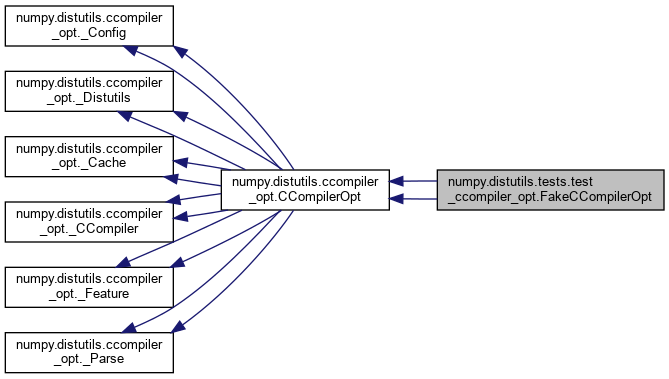 numpy.distutils.ccompiler
_opt._Config
numpy.distutils.ccompiler
_opt._Distutils
numpy.distutils.ccompiler
_opt._Cache
numpy.distutils.ccompiler
_opt._CCompiler
numpy.distutils.ccompiler
_opt._Feature
numpy.distutils.ccompiler
_opt._Parse
numpy.distutils.ccompiler
_opt.CCompilerOpt
numpy.distutils.tests.test
_ccompiler_opt.FakeCCompilerOpt